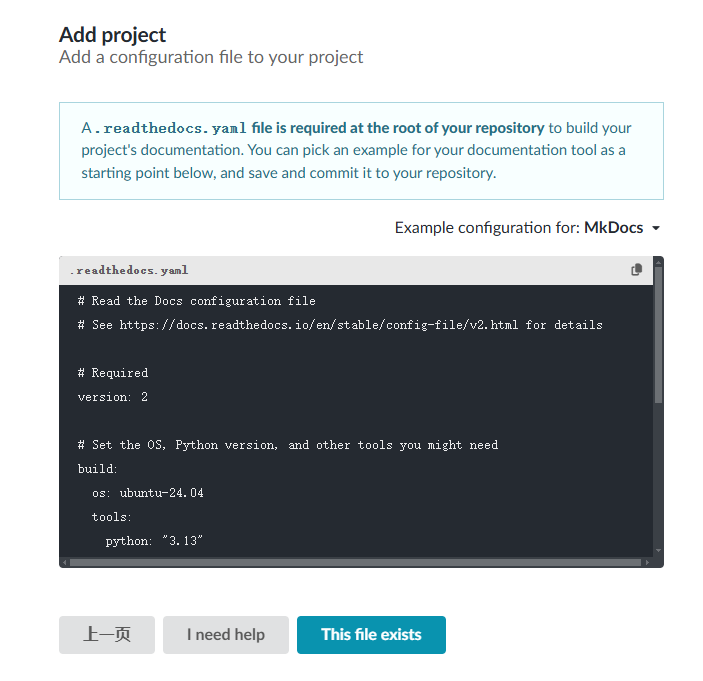 Add project
Add a configuration file to your project
A .readthedocs.yaml file is required at the root of your repository to build your
project's documentation. You can pick an example for your documentation tool as a
starting point below, and save and commit it to your repository.
Example configuration for: MkDocs
.readthedocs.yaml
# Read the Docs configuration file
# See https://docs.readthedocs.io/en/stable/config-file/v2.html for details
# Required
version: 2
# Set the OS, Python version, and other tools you might need
build:
  os: ubuntu-24.04
  tools:
    python: "3.13"
上一页
I need help
This file exists